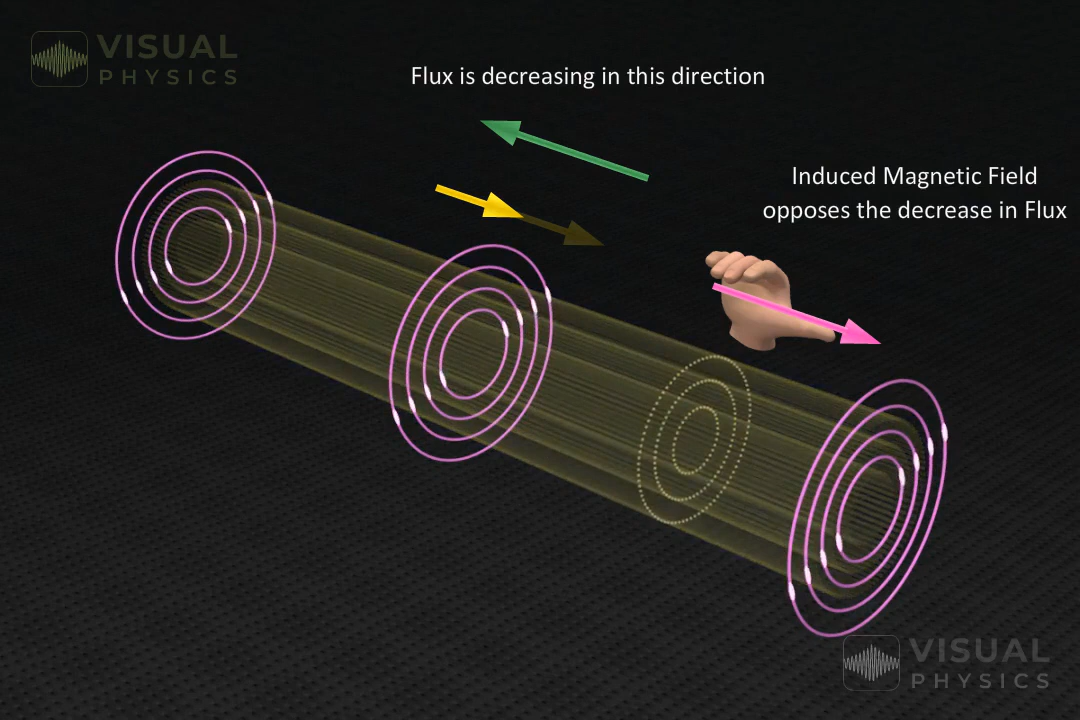 VISUAL
PHYSICS
Flux is decreasing in this direction
Induced Magnetic Field
opposes the decrease in Flux
VISUAL
PHYSICS